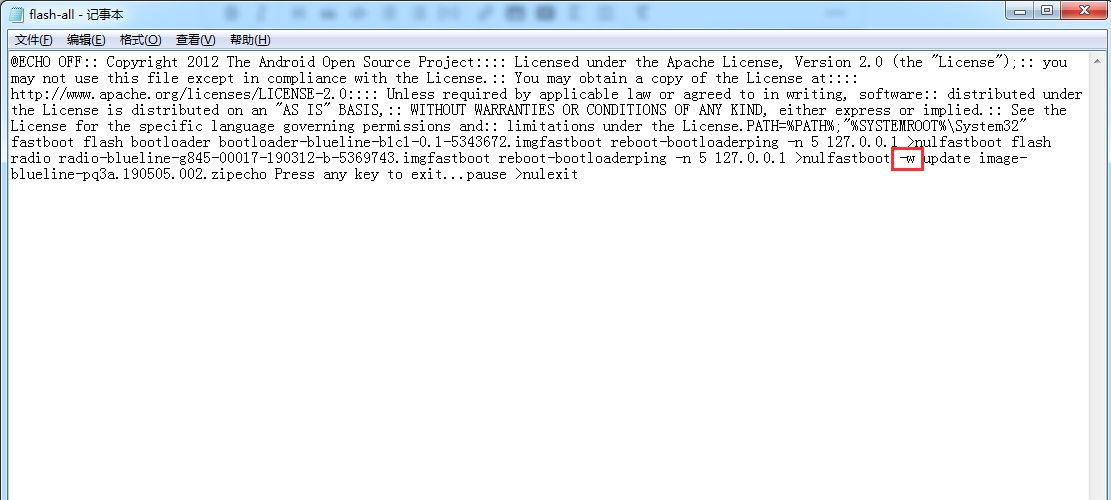 flash-all - 记事本
文件(F) 编辑(E) 格式(O) 查看(V) 帮助(H)
@ECHO OFF:: Copyright 2012 The Android Open Source Project:::: Licensed under the Apache License, Version 2.0 (the "License");:: you
may not use this file except in compliance with the License.:: You may obtain a copy of the License at::::
http://www.apache.org/licenses/LICENSE-2.0:::: Unless required by applicable law or agreed to in writing, software:: distributed under
the License is distributed on an "AS IS" BASIS,:: WITHOUT WARRANTIES OR CONDITIONS OF ANY KIND, either express or implied.:: See the
License for the specific language governing permissions and:: limitations under the License.PATH=%PATH%;"%SYSTEMROOT%\System32"
fastboot flash bootloader bootloader-blueline-b1c1-0.1-5343672.imgfastboot reboot-bootloaderping -n 5 127.0.0.1 >nulfastboot flash
radio radio-blueline-g845-00017-190312-b-5369743.imgfastboot reboot-bootloaderping -n 5 127.0.0.1 >nulfastboot -w update image-
blueline-pq3a.190505.002.zipecho Press any key to exit...pause >nulexit